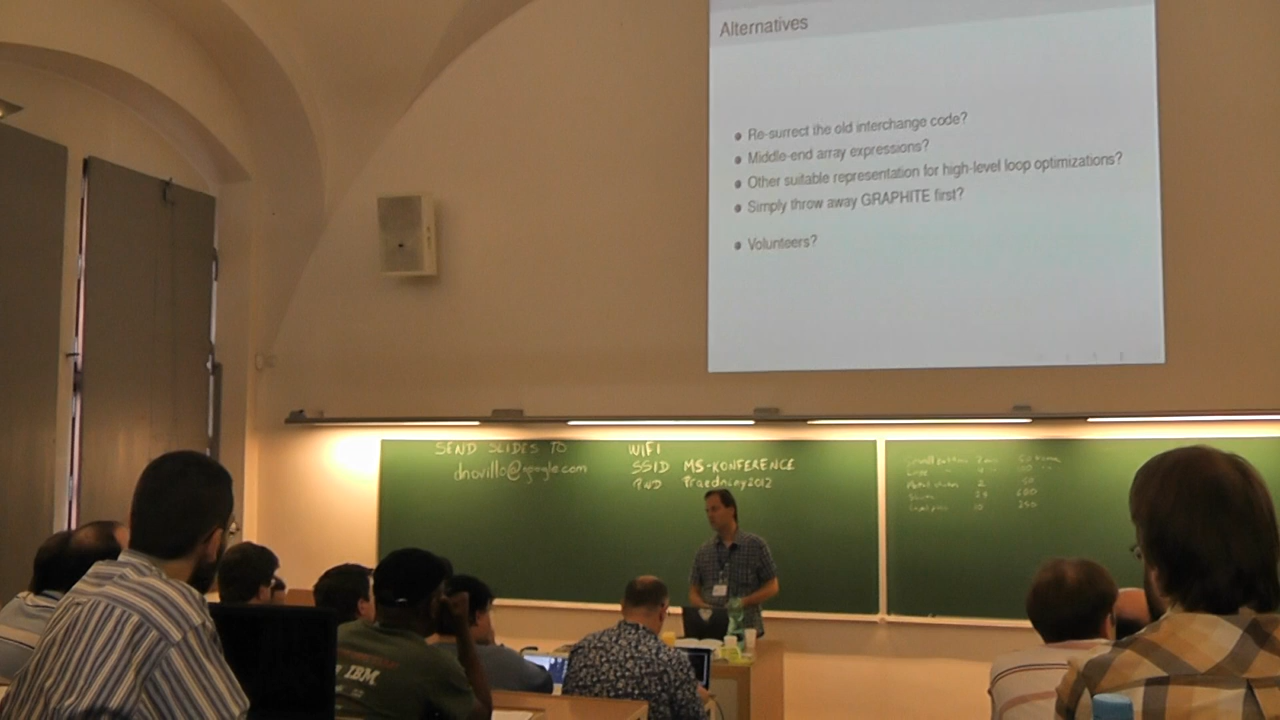 Alternatives
Re-surrect the old interchange code?
Middle-end array expressions?
Other suitable representation for high-level loop optimizations?
Simply throw away GRAPHITE first?
Volunteers?
SEND SLIDES TO
dnovillo@google.com
WIFI
SSID MS-KONFERENCE
PWD
IBM